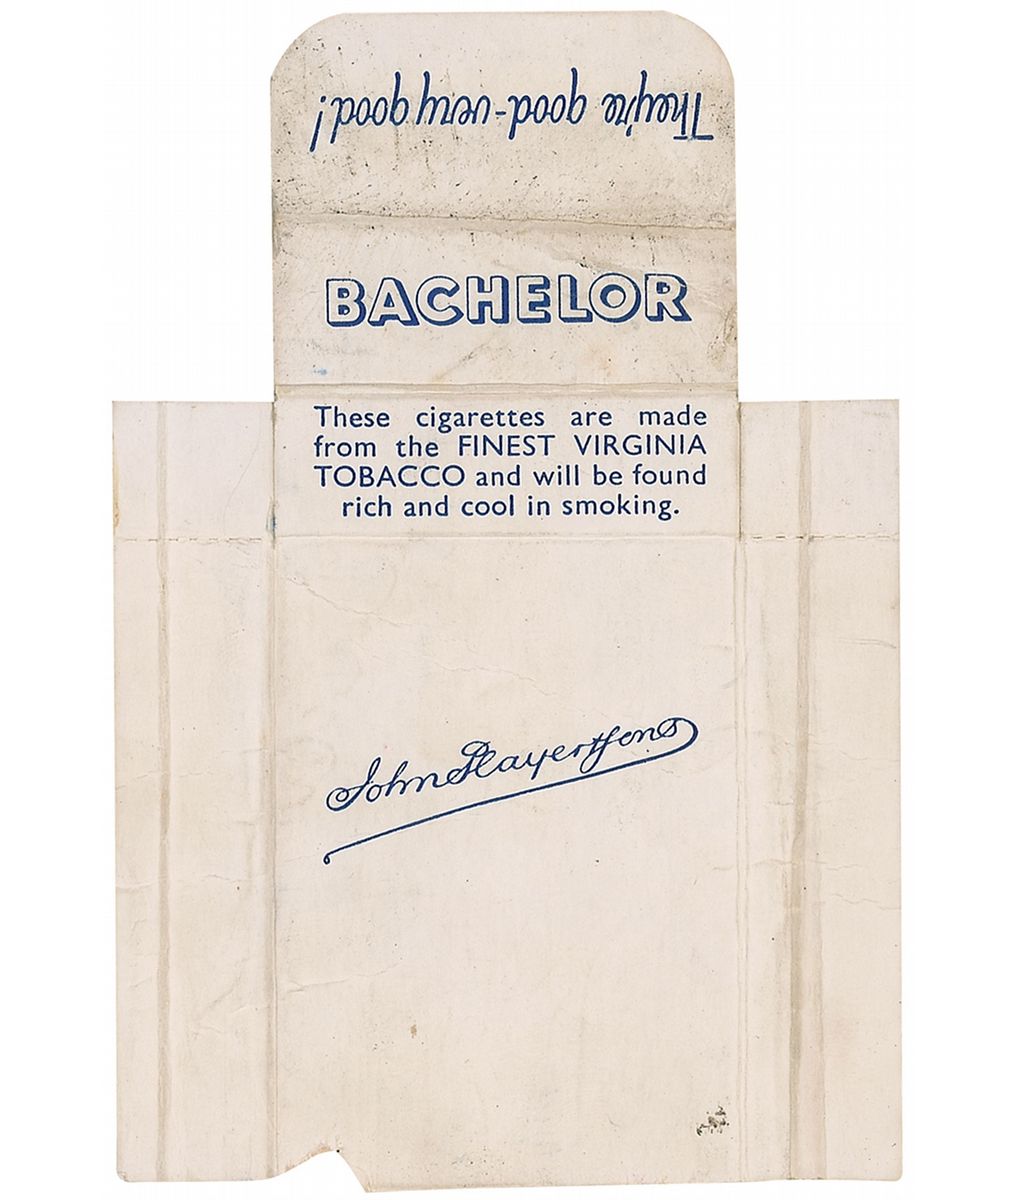 They're good-very good!
BACHELOR
These cigarettes are made
from the FINEST VIRGINIA
TOBACCO and will be found
rich and cool in smoking.
John Player & Sons